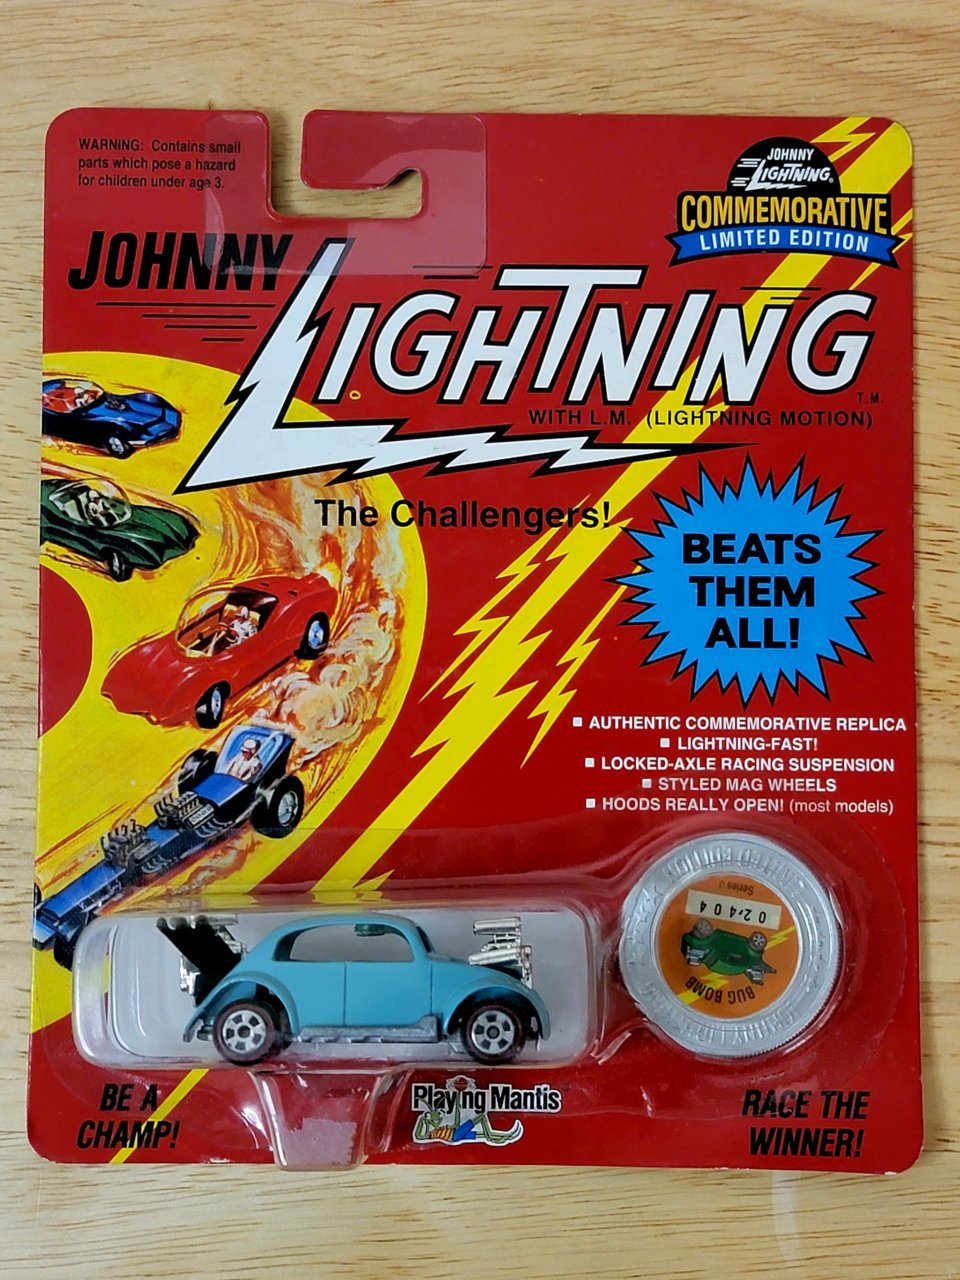 WARNING: Contains small
parts which pose a hazard
for children under age 3.
JOHNNY
LIGHTNING®
COMMEMORATIVE
LIMITED EDITION
JOHNNY
LIGHTNING
T.M.
WITH L.M. (LIGHTNING MOTION)
The Challengers!
BEATS
THEM
ALL!
■ AUTHENTIC COMMEMORATIVE REPLICA
■ LIGHTNING-FAST!
■ LOCKED-AXLE RACING SUSPENSION
■ STYLED MAG WHEELS
■ HOODS REALLY OPEN! (most models)
BUG BOMB
Series J
BE A
CHAMP!
Playing Mantis
RACE THE
WINNER!